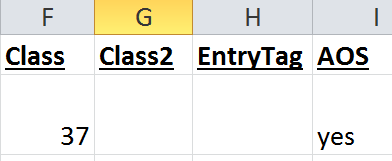 F G H I
Class Class2 EntryTag AOS
37 yes